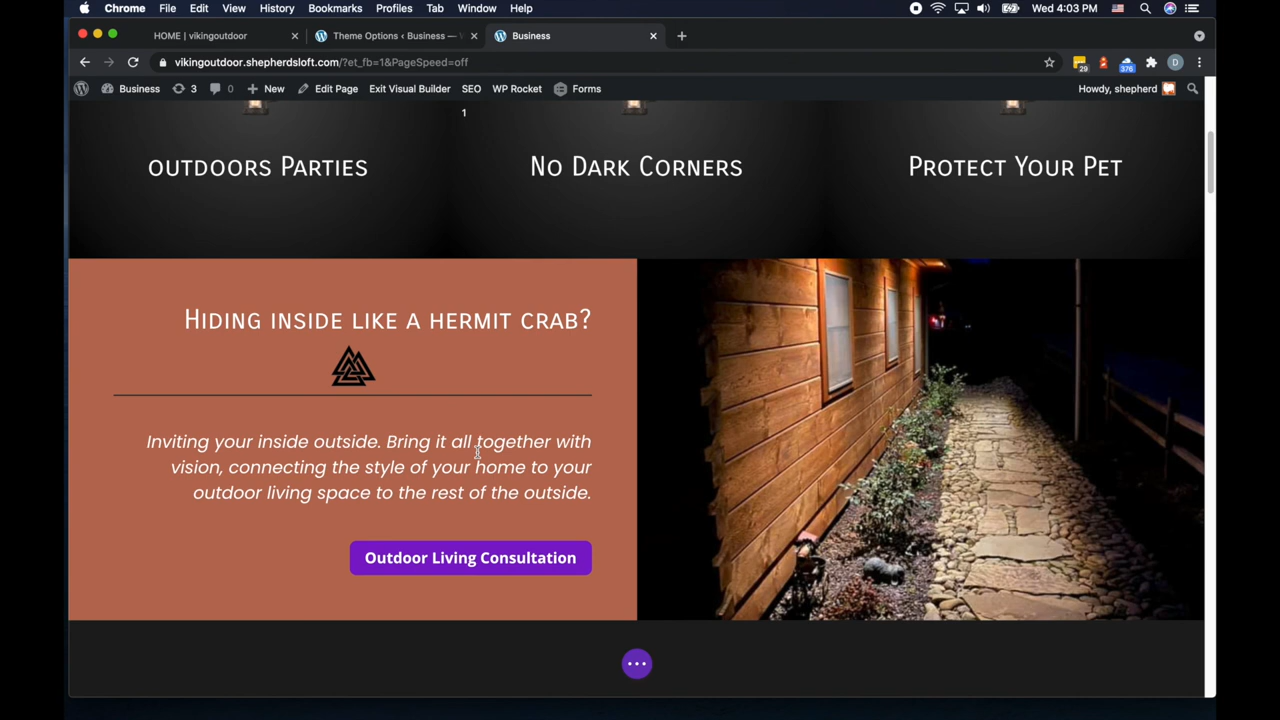 Chrome File Edit View History Bookmarks Profiles Tab Window Help Wed 4:03 PM
HOME | vikingoutdoor Theme Options ‹ Business — Business
vikingoutdoor.shepherdsloft.com/?et_fb=1&PageSpeed=off 29 376 D
Business 3 0 New Edit Page Exit Visual Builder SEO WP Rocket Forms Howdy, shepherd
1
outdoors Parties No Dark Corners Protect Your Pet
Hiding inside like a hermit crab?
Inviting your inside outside. Bring it all together with
vision, connecting the style of your home to your
outdoor living space to the rest of the outside.
Outdoor Living Consultation